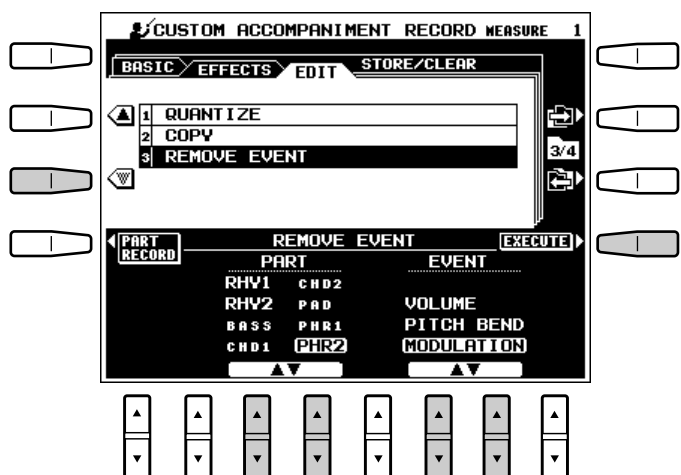 CUSTOM ACCOMPANIMENT RECORD MEASURE 1
BASIC EFFECTS EDIT STORE/CLEAR
1 QUANTIZE
2 COPY
3 REMOVE EVENT
3/4
PART RECORD
REMOVE EVENT
EXECUTE
PART EVENT
RHY1 CHD2
RHY2 PAD VOLUME
BASS PHR1 PITCH BEND
CHD1 PHR2 MODULATION